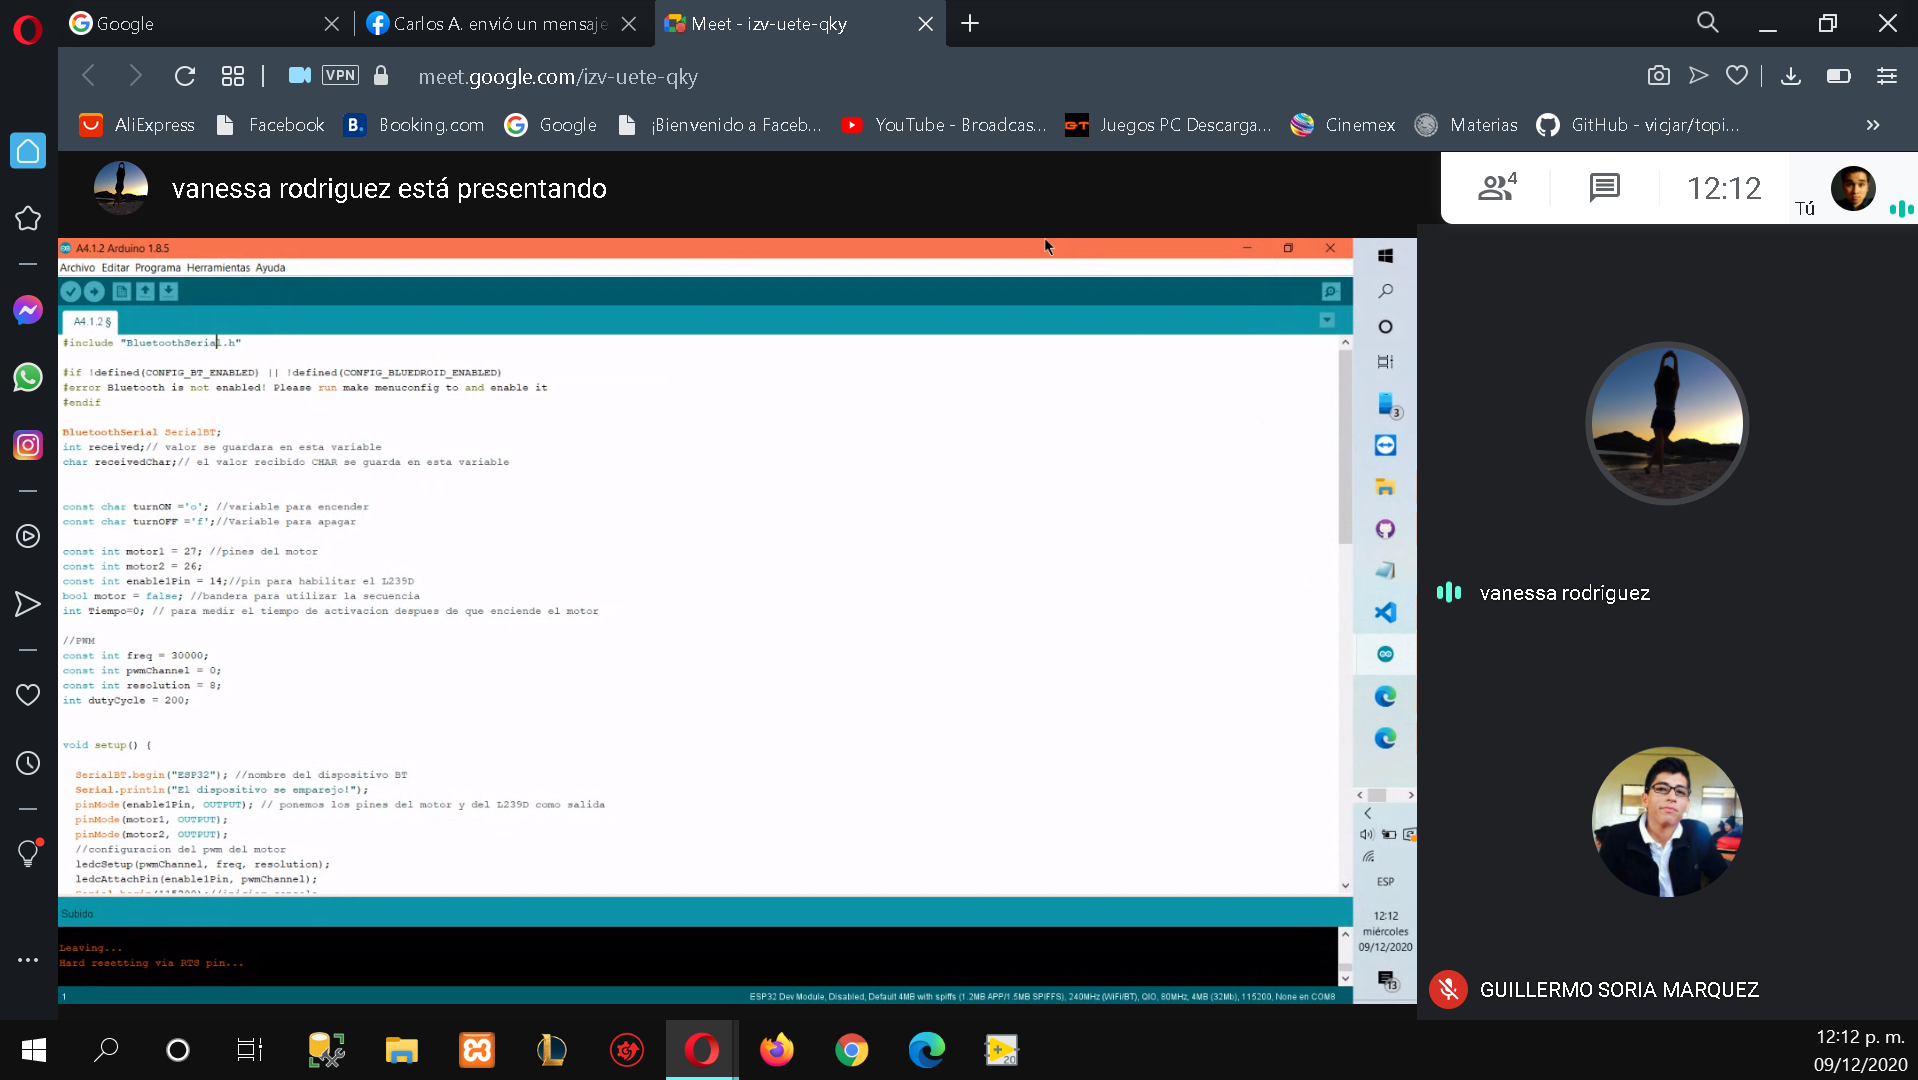 Google
Carlos A. envió un mensaje
Meet - izv-uete-qky
VPN
meet.google.com/izv-uete-qky
AliExpress
Facebook
B.
Booking.com
Google
¡Bienvenido a Faceb...
YouTube - Broadcas...
GT
Juegos PC Descarga...
Cinemex
Materias
GitHub - vicjar/topi...
»
vanessa rodriguez está presentando
4
12:12
Tú
A4.1.2 Arduino 1.8.5
Archivo Editar Programa Herramientas Ayuda
A4.1.2 §
#include "BluetoothSerial.h"
#if !defined(CONFIG_BT_ENABLED) || !defined(CONFIG_BLUEDROID_ENABLED)
#error Bluetooth is not enabled! Please run make menuconfig to and enable it
#endif
BluetoothSerial SerialBT;
int received;// valor se guardara en esta variable
char receivedChar;// el valor recibido CHAR se guarda en esta variable
const char turnON ='o'; //variable para encender
const char turnOFF ='f';//Variable para apagar
const int motor1 = 27; //pines del motor
const int motor2 = 26;
const int enable1Pin = 14;//pin para habilitar el L239D
bool motor = false; //bandera para utilizar la secuencia
int Tiempo=0; // para medir el tiempo de activacion despues de que enciende el motor
//PWM
const int freq = 30000;
const int pwmChannel = 0;
const int resolution = 8;
int dutyCycle = 200;
void setup() {
SerialBT.begin("ESP32"); //nombre del dispositivo BT
Serial.println("El dispositivo se emparejo!");
pinMode(enable1Pin, OUTPUT); // ponemos los pines del motor y del L239D como salida
pinMode(motor1, OUTPUT);
pinMode(motor2, OUTPUT);
//configuracion del pwm del motor
ledcSetup(pwmChannel, freq, resolution);
ledcAttachPin(enable1Pin, pwmChannel);
Subido
Leaving...
Hard resetting via RTS pin...
1
ESP32 Dev Module, Disabled, Default 4MB with spiffs (1.2MB APP/1.5MB SPIFFS), 240MHz (WiFi/BT), QIO, 80MHz, 4MB (32Mb), 115200, None en COM8
3
ESP
12:12
miércoles
09/12/2020
13
vanessa rodriguez
GUILLERMO SORIA MARQUEZ
20
12:12 p. m.
09/12/2020